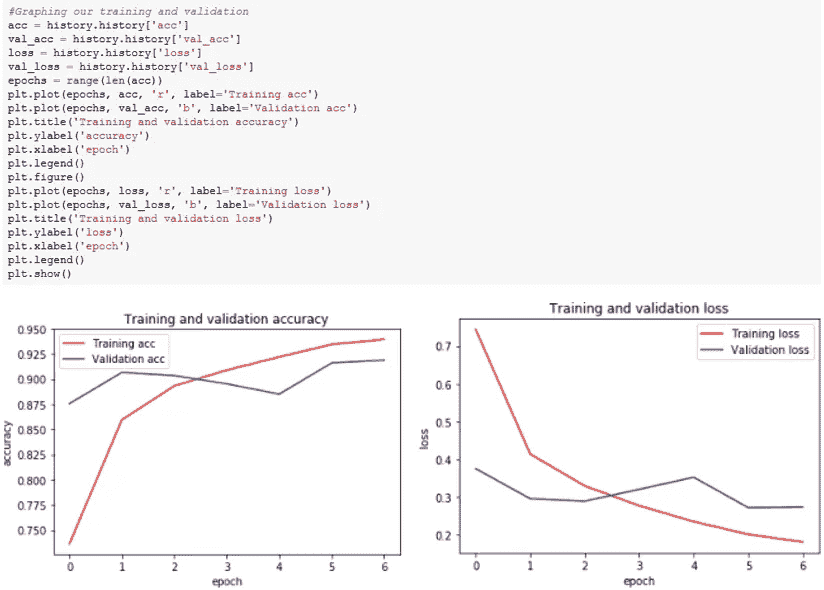 #Graphing our training and validation
acc = history.history['acc']
val_acc = history.history['val_acc']
loss = history.history['loss']
val_loss = history.history['val_loss']
epochs = range(len(acc))
plt.plot(epochs, acc, 'r', label='Training acc')
plt.plot(epochs, val_acc, 'b', label='Validation acc')
plt.title('Training and validation accuracy')
plt.ylabel('accuracy')
plt.xlabel('epoch')
plt.legend()
plt.figure()
plt.plot(epochs, loss, 'r', label='Training loss')
plt.plot(epochs, val_loss, 'b', label='Validation loss')
plt.title('Training and validation loss')
plt.ylabel('loss')
plt.xlabel('epoch')
plt.legend()
plt.show()
Training and validation accuracy
0.950
0.925
0.900
0.875
0.850
0.825
0.800
0.775
0.750
accuracy
Training acc
Validation acc
0 1 2 3 4 5 6
epoch
Training and validation loss
0.7
0.6
0.5
0.4
0.3
0.2
loss
Training loss
Validation loss
0 1 2 3 4 5 6
epoch